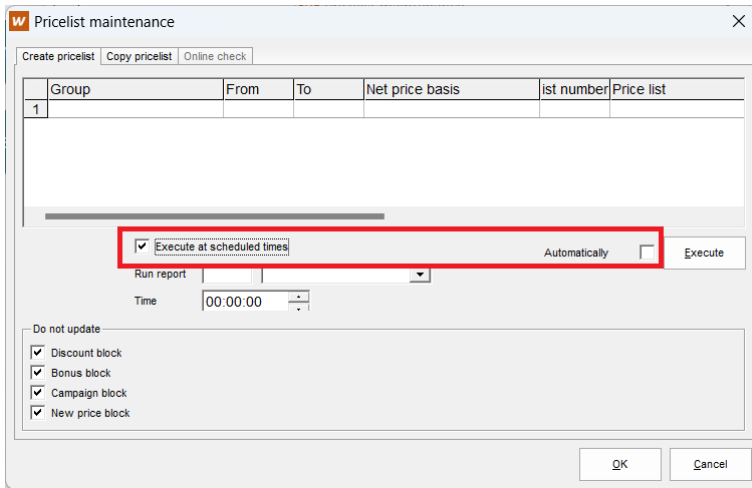 W Pricelist maintenance
Create pricelist Copy pricelist Online check
Group From To Net price basis ist number Price list
1
Execute at scheduled times Automatically Execute
Run report
Time 00:00:00
Do not update
Discount block
Bonus block
Campaign block
New price block
OK Cancel